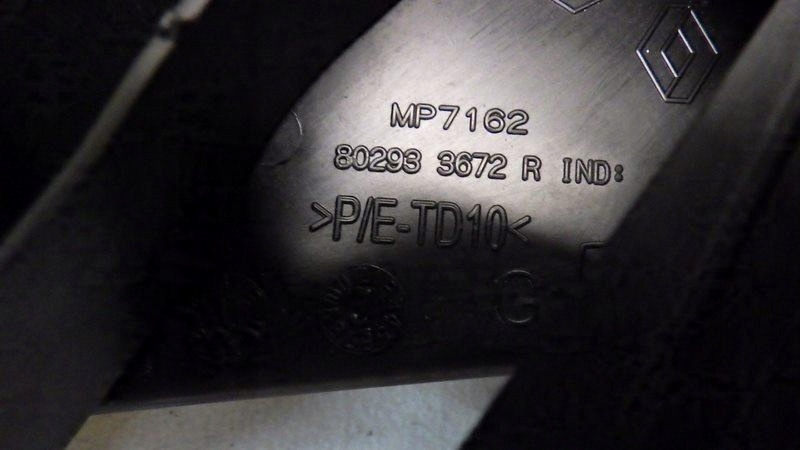 MP7162
80293 3672 R IND:
>P/E-TD10<
G